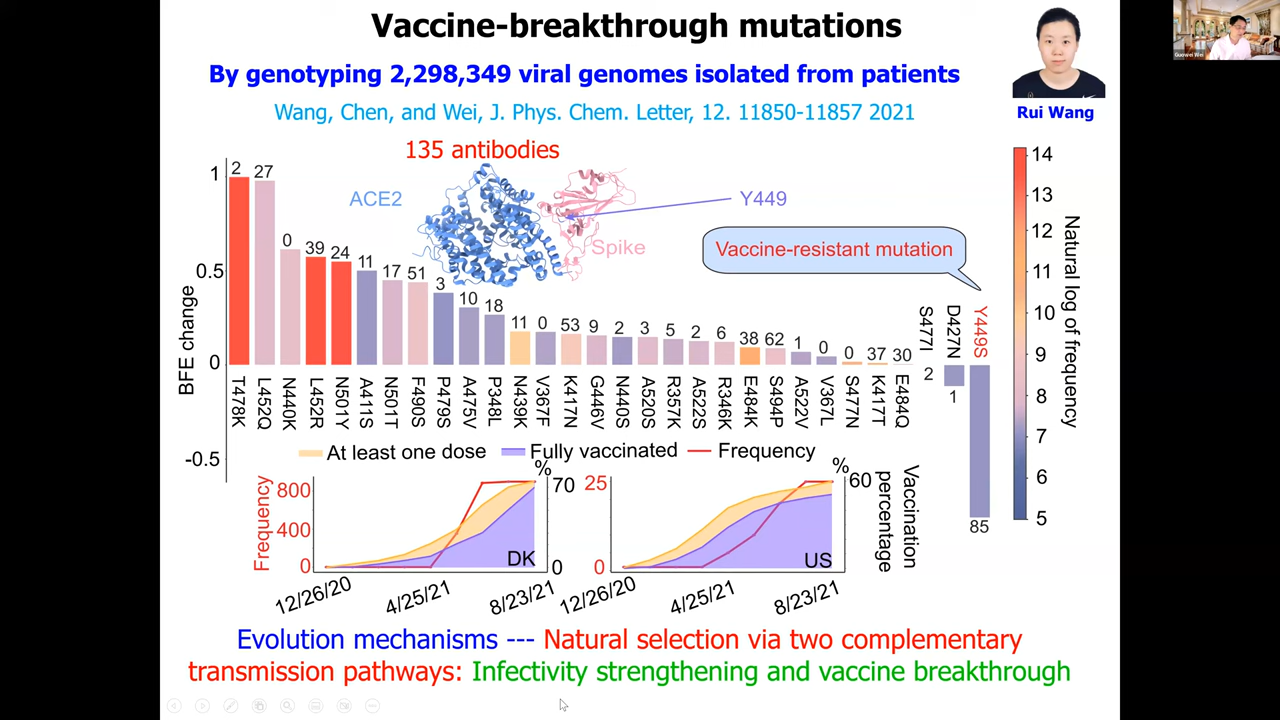 Vaccine-breakthrough mutations
By genotyping 2,298,349 viral genomes isolated from patients
Wang, Chen, and Wei, J. Phys. Chem. Letter, 12. 11850-11857 2021
Rui Wang
Guowei Wei
135 antibodies
ACE2
Y449
Spike
Vaccine-resistant mutation
BFE change
1
0.5
0
-0.5
2 27 0 39 24 11 17 51 3 10 18 11 0 53 9 2 3 5 2 6 38 62 1 0 0 37 30
T478K L452Q N440K L452R N501Y A411S N501T F490S P479S A475V P348L N439K V367F K417N G446V N440S A520S R357K A522S R346K E484K S494P A522V V367L S477N K417T E484Q
S477I D427N Y449S
2 1 85
14
13
12
11
10
9
8
7
6
5
Natural log of frequency
At least one dose Fully vaccinated Frequency
Frequency
800
400
0
%
70
0
DK
12/26/20 4/25/21 8/23/21
25
0
%
60
US
12/26/20 4/25/21 8/23/21
Vaccination
percentage
Evolution mechanisms --- Natural selection via two complementary
transmission pathways: Infectivity strengthening and vaccine breakthrough